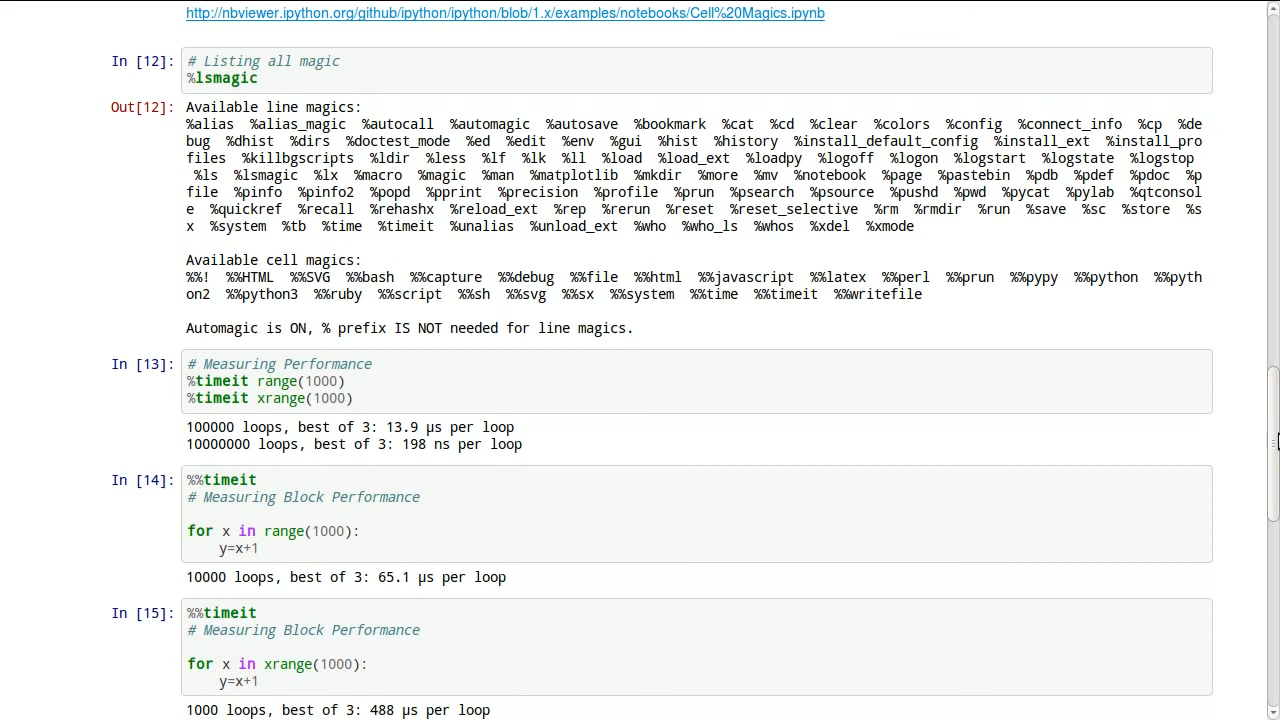 http://nbviewer.ipython.org/github/ipython/ipython/blob/1.x/examples/notebooks/Cell%20Magics.ipynb
In [12]: # Listing all magic
%lsmagic
Out[12]: Available line magics:
%alias  %alias_magic  %autocall  %automagic  %autosave  %bookmark  %cat  %cd  %clear  %colors  %config  %connect_info  %cp  %de
bug  %dhist  %dirs  %doctest_mode  %ed  %edit  %env  %gui  %hist  %history  %install_default_config  %install_ext  %install_pro
files  %killbgscripts  %ldir  %less  %lf  %lk  %ll  %load  %load_ext  %loadpy  %logoff  %logon  %logstart  %logstate  %logstop
%ls  %lsmagic  %lx  %macro  %magic  %man  %matplotlib  %mkdir  %more  %mv  %notebook  %page  %pastebin  %pdb  %pdef  %pdoc  %p
file  %pinfo  %pinfo2  %popd  %pprint  %precision  %profile  %prun  %psearch  %psource  %pushd  %pwd  %pycat  %pylab  %qtconsol
e  %quickref  %recall  %rehashx  %reload_ext  %rep  %rerun  %reset  %reset_selective  %rm  %rmdir  %run  %save  %sc  %store  %s
x  %system  %tb  %time  %timeit  %unalias  %unload_ext  %who  %who_ls  %whos  %xdel  %xmode
Available cell magics:
%%!  %%HTML  %%SVG  %%bash  %%capture  %%debug  %%file  %%html  %%javascript  %%latex  %%perl  %%prun  %%pypy  %%python  %%pyth
on2  %%python3  %%ruby  %%script  %%sh  %%svg  %%sx  %%system  %%time  %%timeit  %%writefile
Automagic is ON, % prefix IS NOT needed for line magics.
In [13]: # Measuring Performance
%timeit range(1000)
%timeit xrange(1000)
100000 loops, best of 3: 13.9 µs per loop
10000000 loops, best of 3: 198 ns per loop
In [14]: %%timeit
# Measuring Block Performance
for x in range(1000):
    y=x+1
10000 loops, best of 3: 65.1 µs per loop
In [15]: %%timeit
# Measuring Block Performance
for x in xrange(1000):
    y=x+1
1000 loops, best of 3: 488 µs per loop